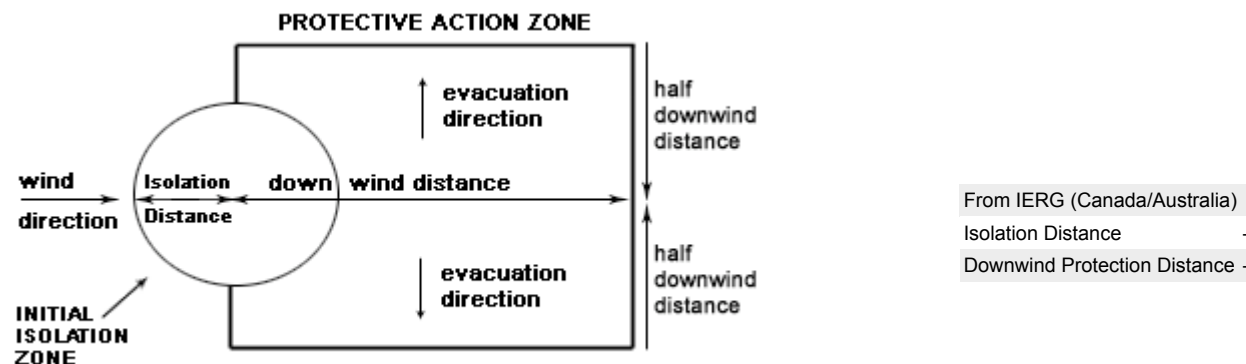 PROTECTIVE ACTION ZONE
evacuation
direction
half
downwind
distance
wind
direction
Isolation
Distance
down wind distance
evacuation
direction
half
downwind
distance
INITIAL
ISOLATION
ZONE
From IERG (Canada/Australia)
Isolation Distance -
Downwind Protection Distance -